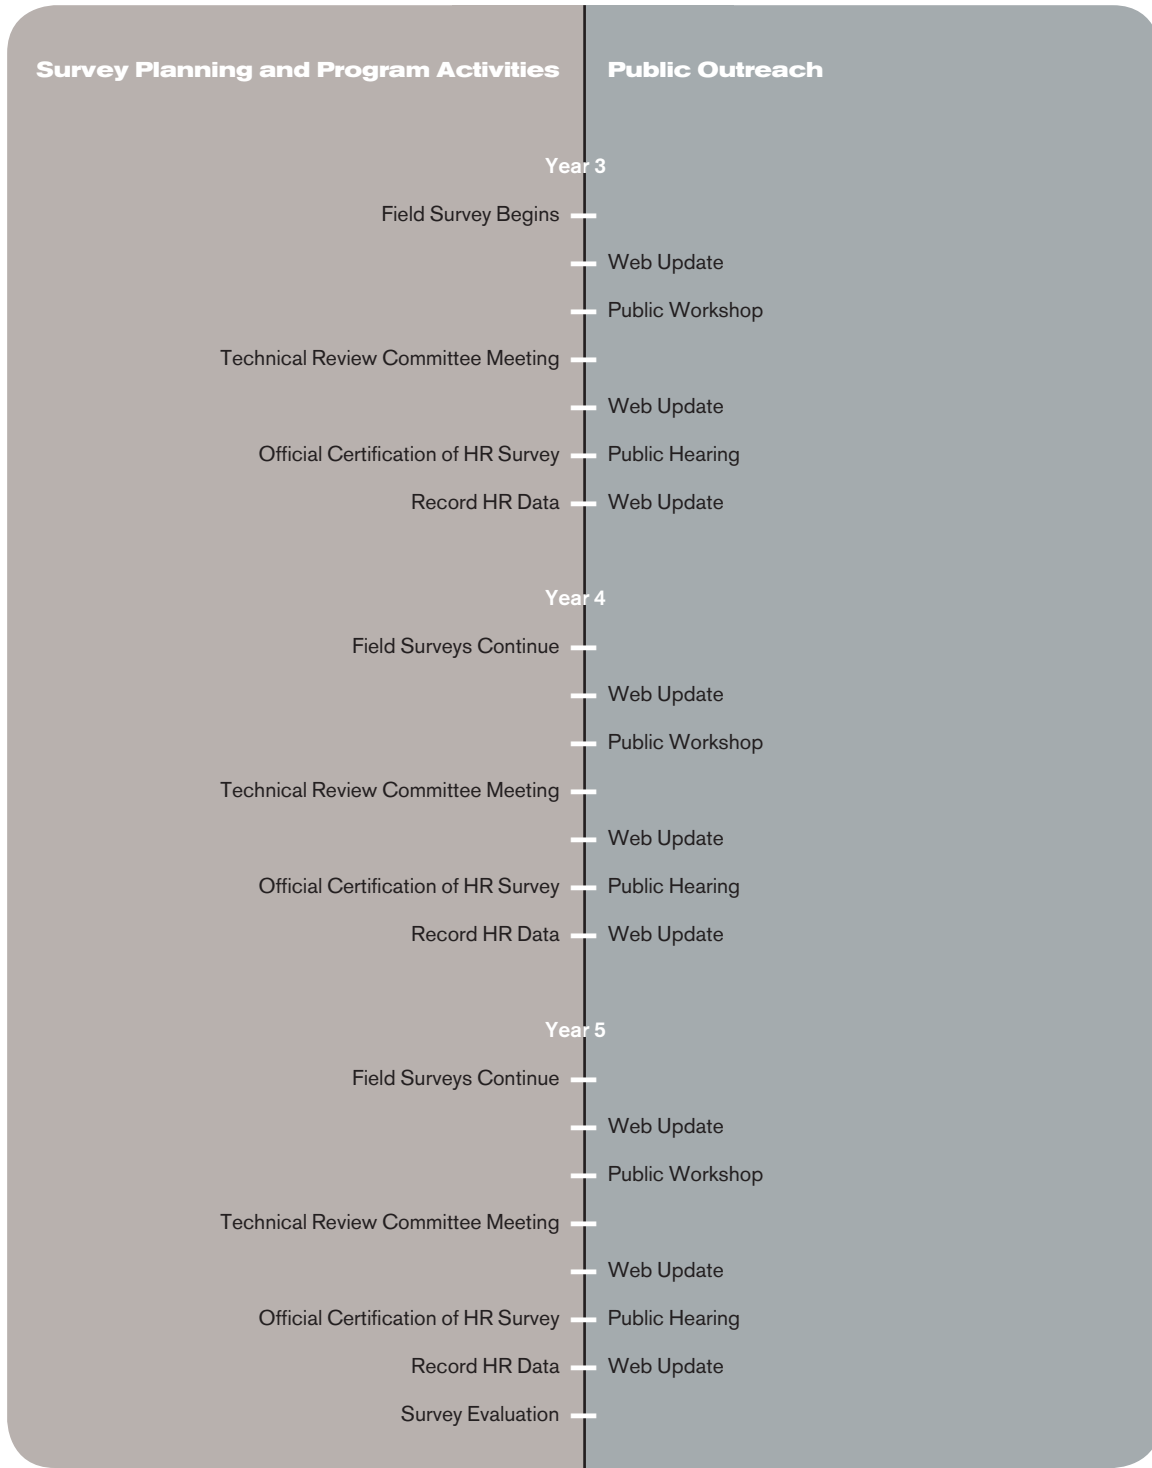 Survey Planning and Program Activities Public Outreach
Year 3
Field Survey Begins
Web Update
Public Workshop
Technical Review Committee Meeting
Web Update
Official Certification of HR Survey Public Hearing
Record HR Data Web Update
Year 4
Field Surveys Continue
Web Update
Public Workshop
Technical Review Committee Meeting
Web Update
Official Certification of HR Survey Public Hearing
Record HR Data Web Update
Year 5
Field Surveys Continue
Web Update
Public Workshop
Technical Review Committee Meeting
Web Update
Official Certification of HR Survey Public Hearing
Record HR Data Web Update
Survey Evaluation